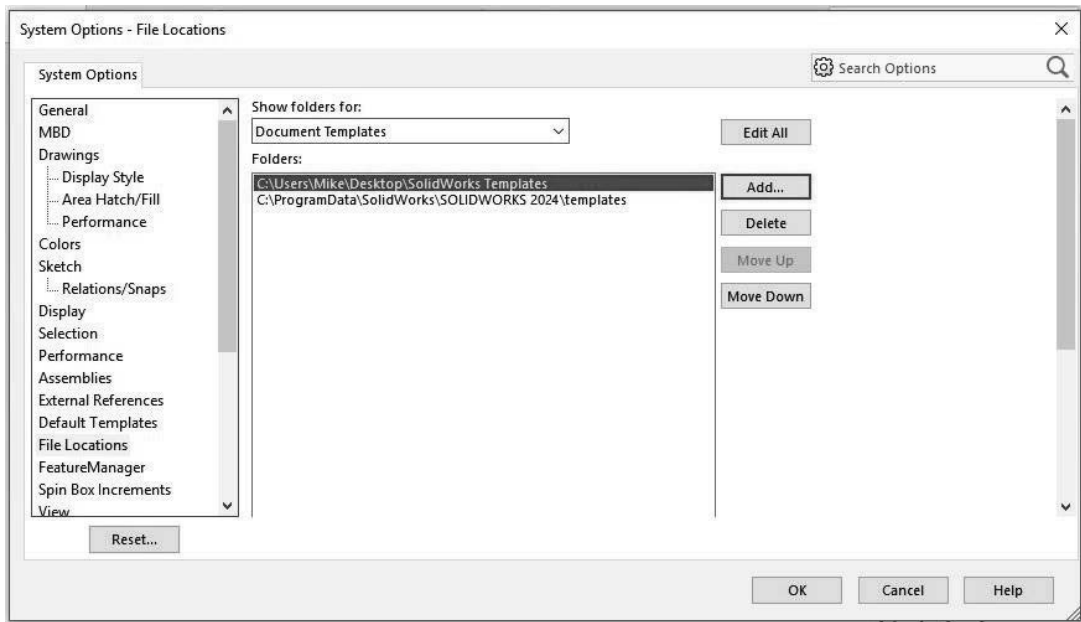 System Options - File Locations
System Options
Search Options
General
MBD
Drawings
Display Style
Area Hatch/Fill
Performance
Colors
Sketch
Relations/Snaps
Display
Selection
Performance
Assemblies
External References
Default Templates
File Locations
FeatureManager
Spin Box Increments
View
Reset...
Show folders for:
Document Templates
Edit All
Folders:
C:\Users\Mike\Desktop\SolidWorks Templates
C:\ProgramData\SolidWorks\SOLIDWORKS 2024\templates
Add...
Delete
Move Up
Move Down
OK
Cancel
Help